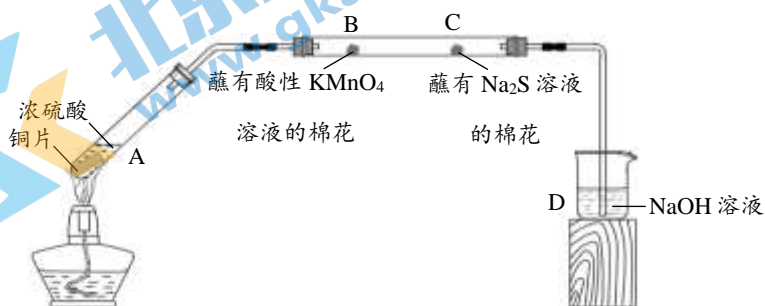 B
C
蘸有酸性 KMnO4
溶液的棉花
蘸有 Na2S 溶液
的棉花
浓硫酸
铜片
A
D
NaOH 溶液